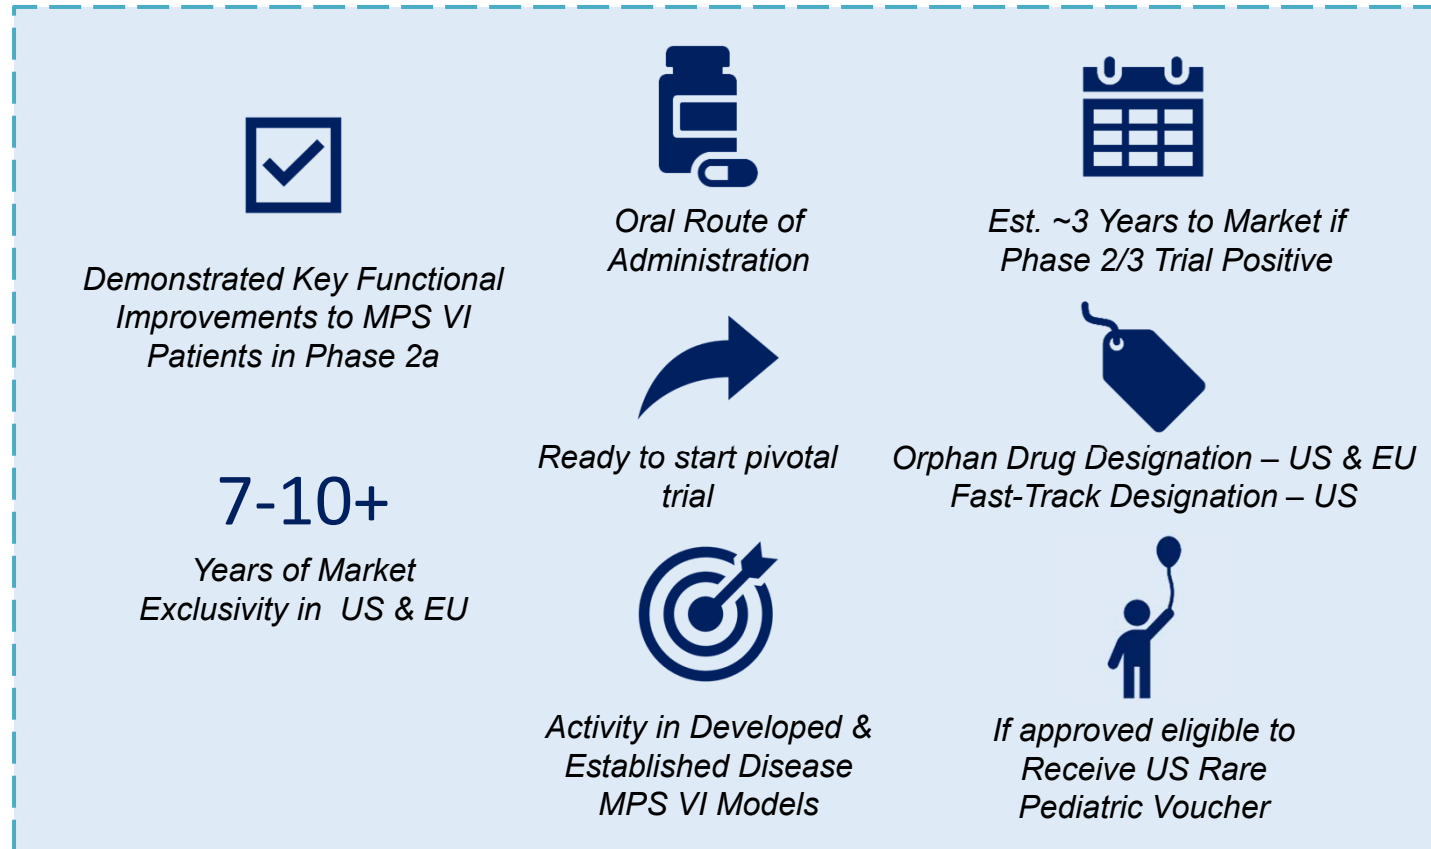 Demonstrated Key Functional
Improvements to MPS VI
Patients in Phase 2a
7-10+
Years of Market
Exclusivity in US & EU
Oral Route of
Administration
Ready to start pivotal
trial
Activity in Developed &
Established Disease
MPS VI Models
Est. ~3 Years to Market if
Phase 2/3 Trial Positive
Orphan Drug Designation – US & EU
Fast-Track Designation – US
If approved eligible to
Receive US Rare
Pediatric Voucher